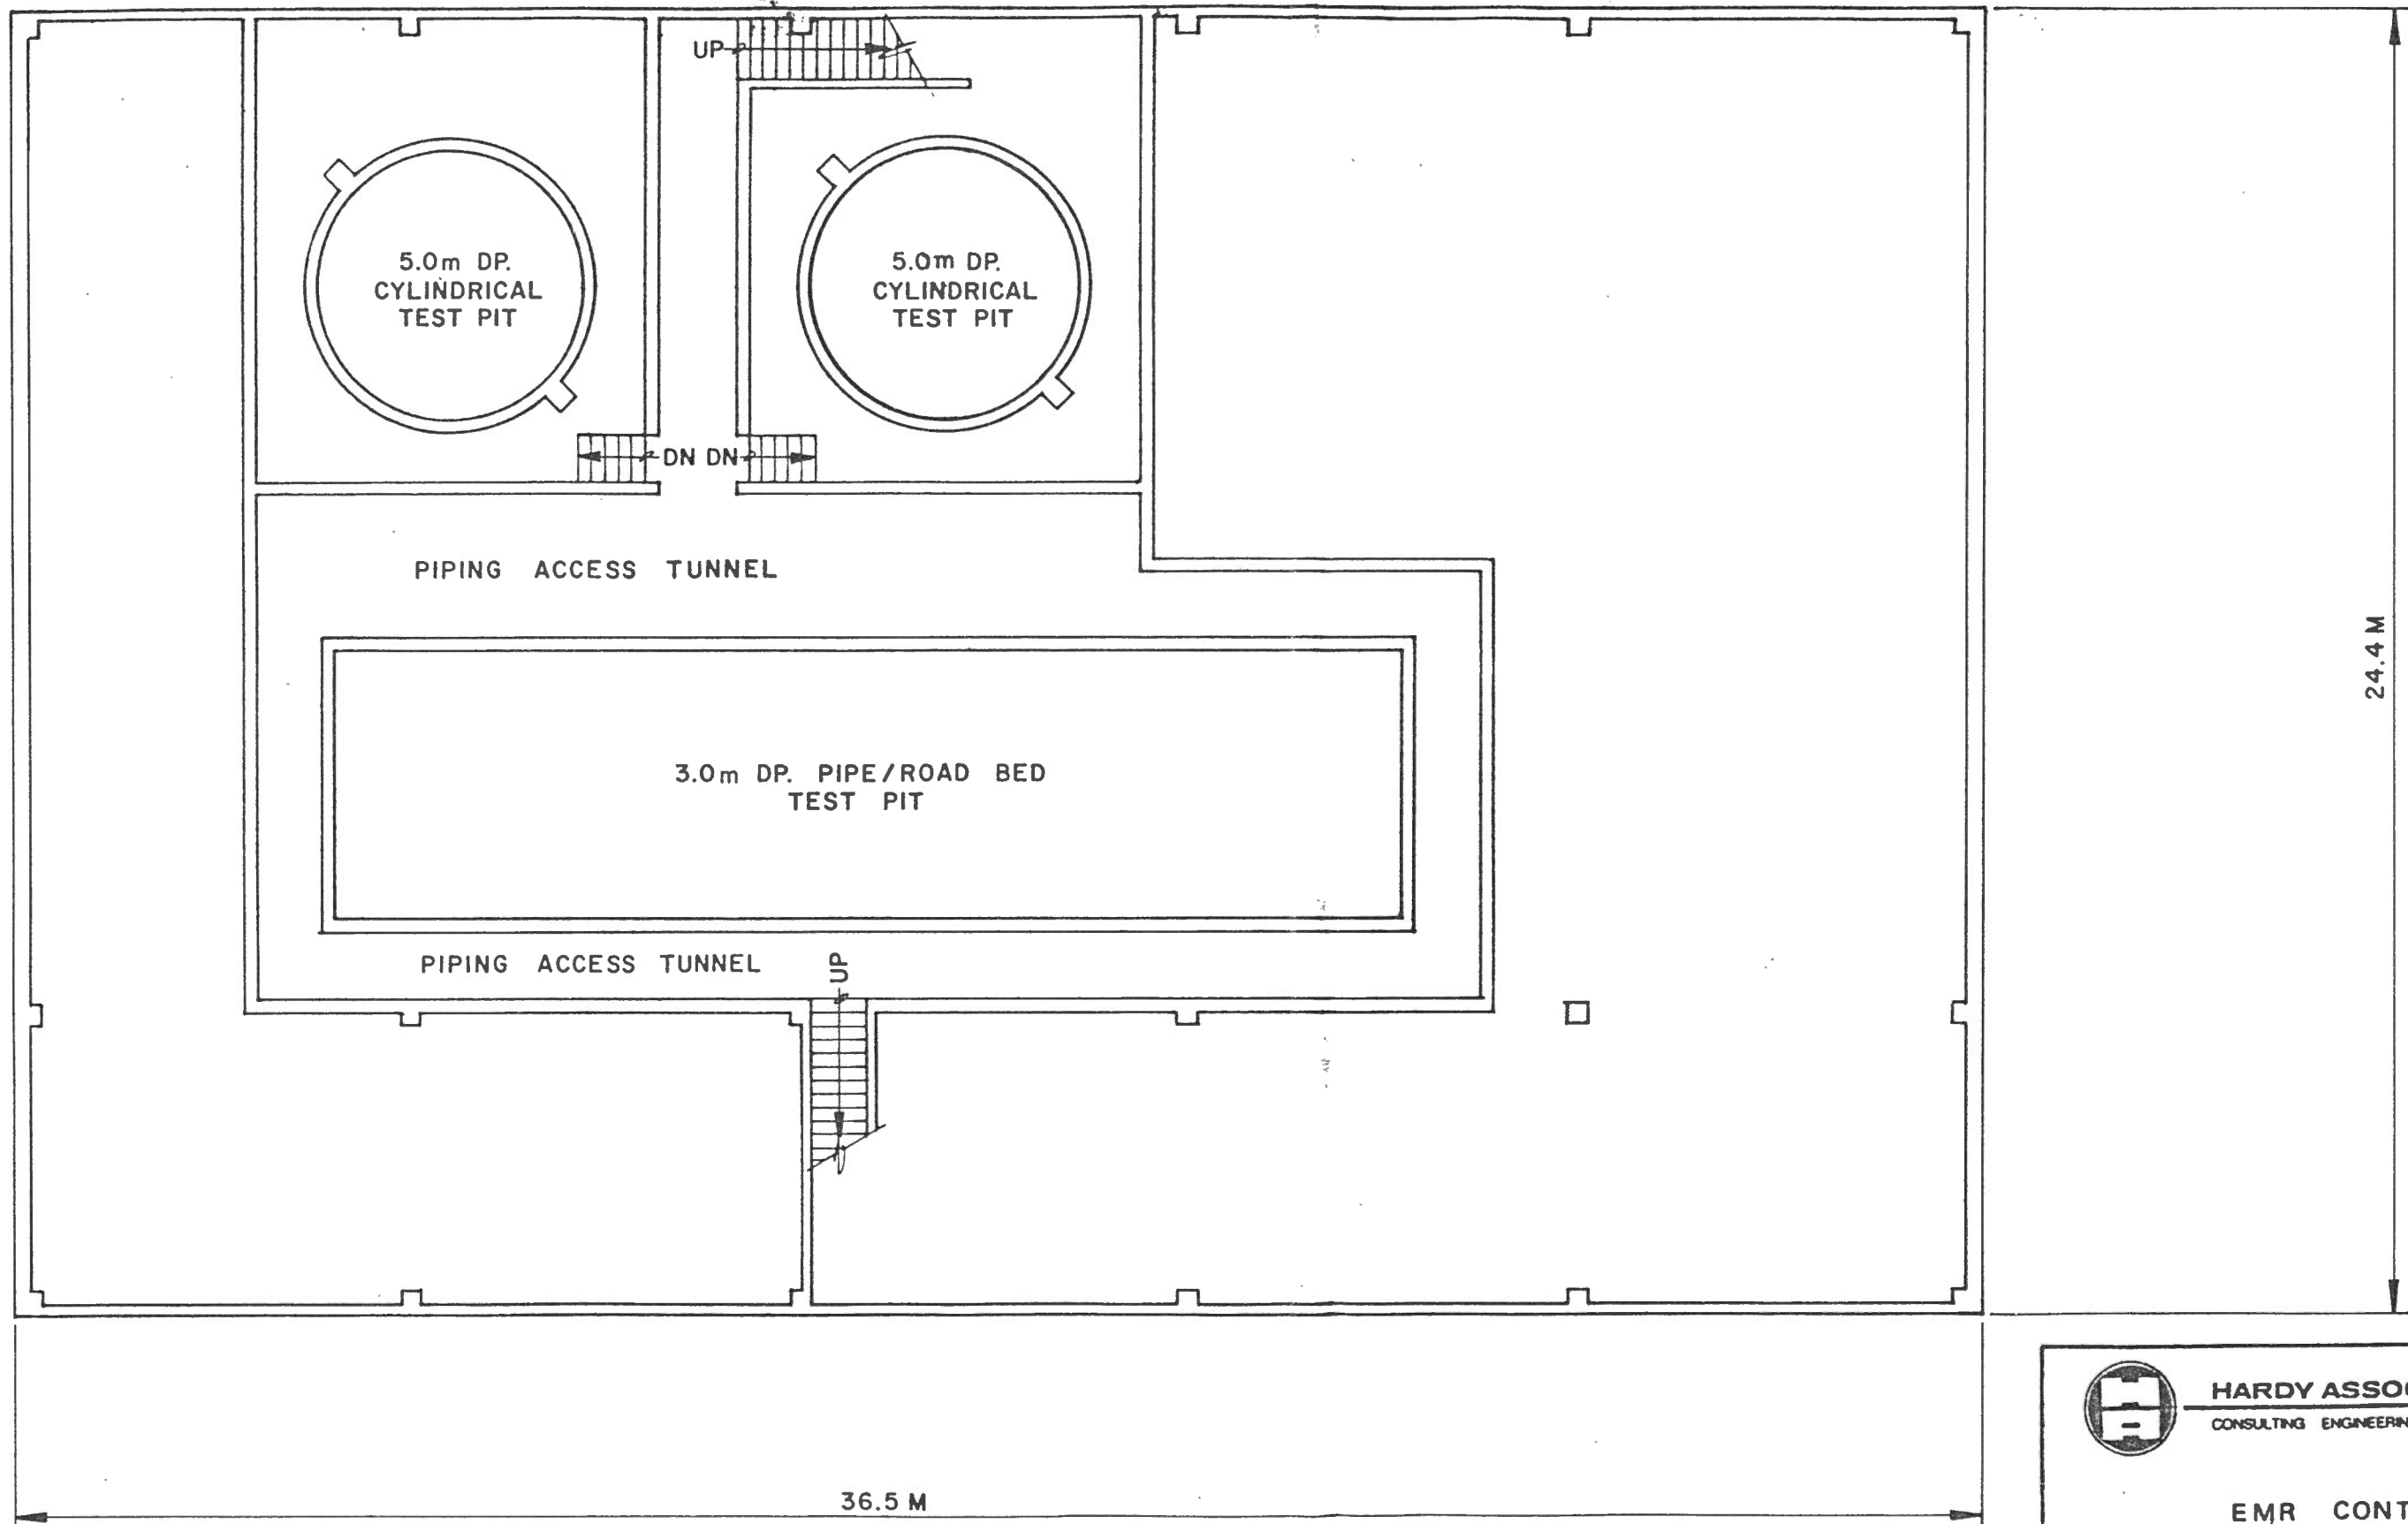 UP
5.0m DP.
CYLINDRICAL
TEST PIT
5.0m DP.
CYLINDRICAL
TEST PIT
DN DN
PIPING ACCESS TUNNEL
24.4 M
3.0m DP. PIPE/ROAD BED
TEST PIT
PIPING ACCESS TUNNEL
UP
HARDY ASSO
CONSULTING ENGINEERIN
36.5 M
EMR CONT